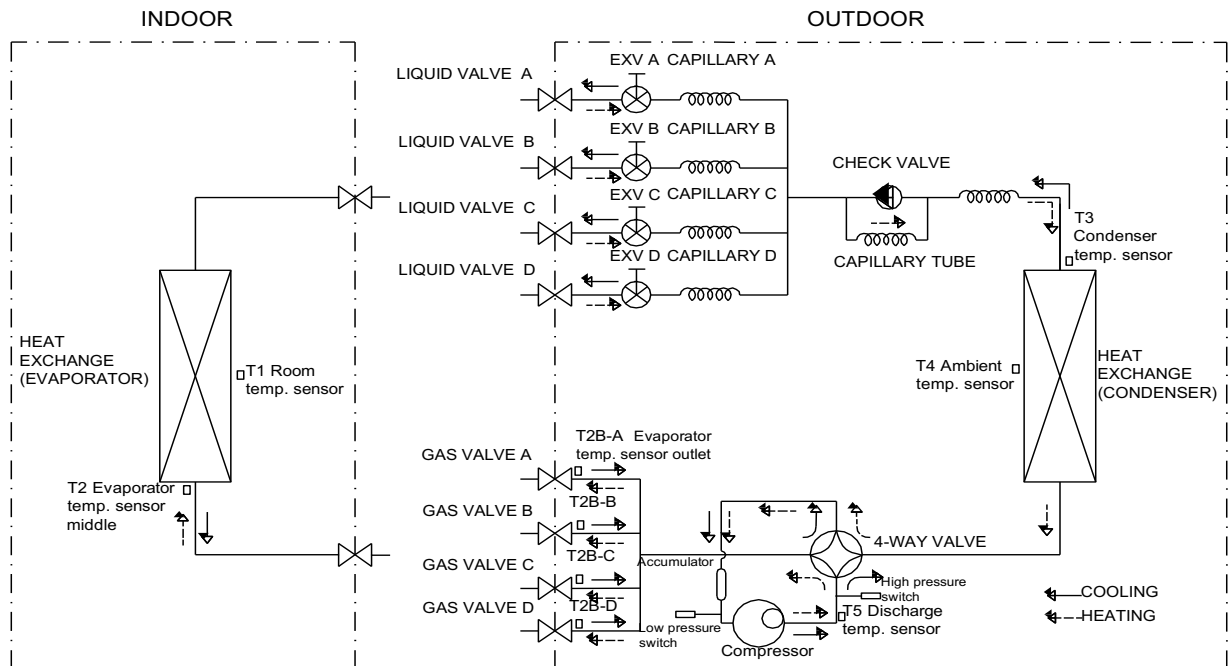 INDOOR
OUTDOOR
LIQUID VALVE A
EXV A CAPILLARY A
LIQUID VALVE B
EXV B CAPILLARY B
LIQUID VALVE C
EXV C CAPILLARY C
LIQUID VALVE D
EXV D CAPILLARY D
CHECK VALVE
CAPILLARY TUBE
T3
Condenser
temp. sensor
HEAT
EXCHANGE
(EVAPORATOR)
T1 Room
temp. sensor
T4 Ambient
temp. sensor
HEAT
EXCHANGE
(CONDENSER)
T2 Evaporator
temp. sensor
middle
GAS VALVE A
T2B-A Evaporator
temp. sensor outlet
GAS VALVE B
T2B-B
GAS VALVE C
T2B-C
GAS VALVE D
T2B-D
Accumulator
4-WAY VALVE
High pressure
switch
Low pressure
switch
T5 Discharge
temp. sensor
Compressor
COOLING
HEATING